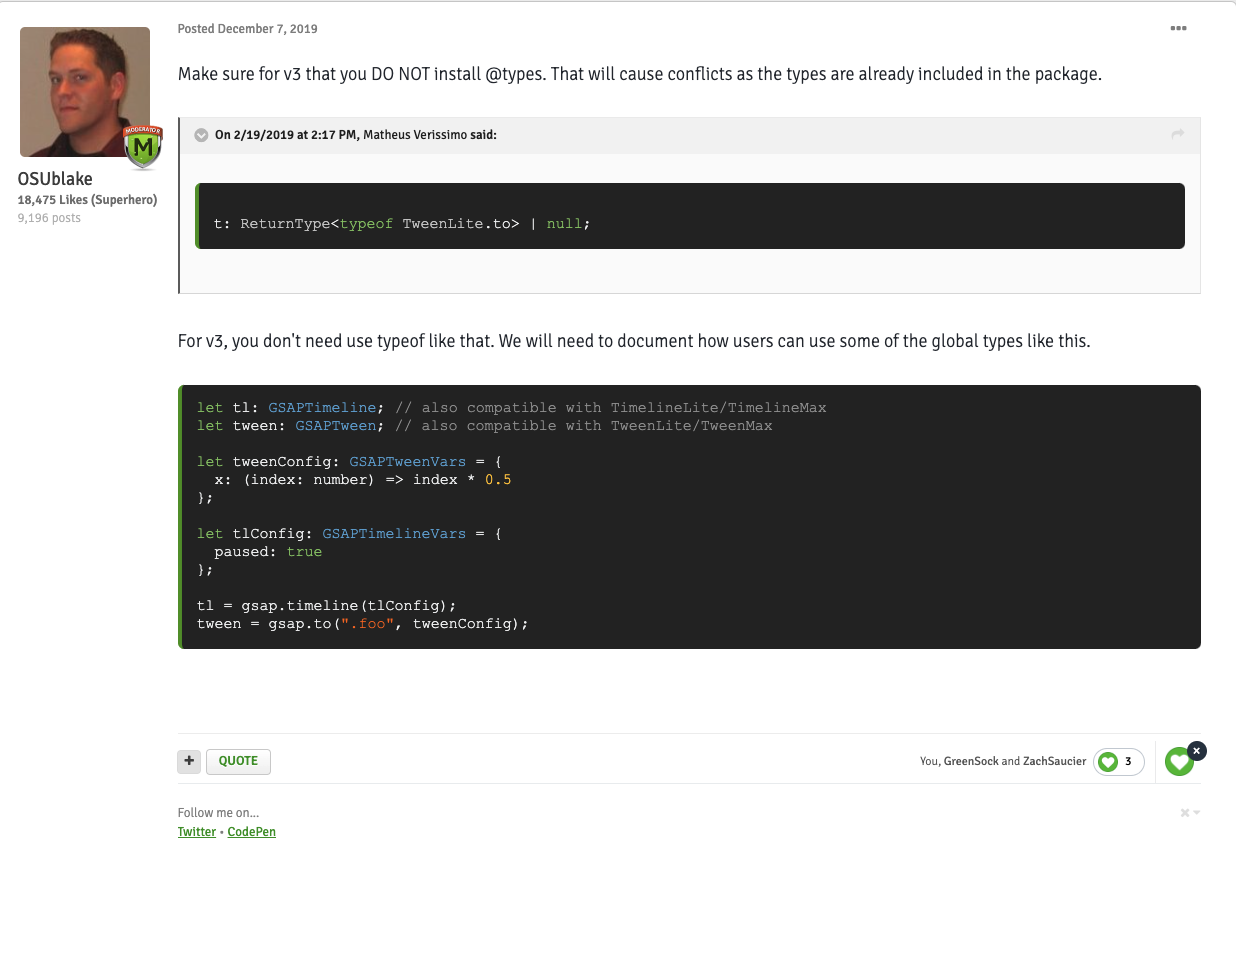 Posted December 7, 2019
MODERATOR
M
OSUblake
18,475 Likes (Superhero)
9,196 posts
Make sure for v3 that you DO NOT install @types. That will cause conflicts as the types are already included in the package.
On 2/19/2019 at 2:17 PM, Matheus Verissimo said:
t: ReturnType<typeof TweenLite.to> | null;
For v3, you don't need use typeof like that. We will need to document how users can use some of the global types like this.
let tl: GSAPTimeline; // also compatible with TimelineLite/TimelineMax
let tween: GSAPTween; // also compatible with TweenLite/TweenMax
let tweenConfig: GSAPTweenVars = {
  x: (index: number) => index * 0.5
};
let tlConfig: GSAPTimelineVars = {
  paused: true
};
tl = gsap.timeline(tlConfig);
tween = gsap.to(".foo", tweenConfig);
+ QUOTE
You, GreenSock and ZachSaucier 3
Follow me on...
Twitter • CodePen